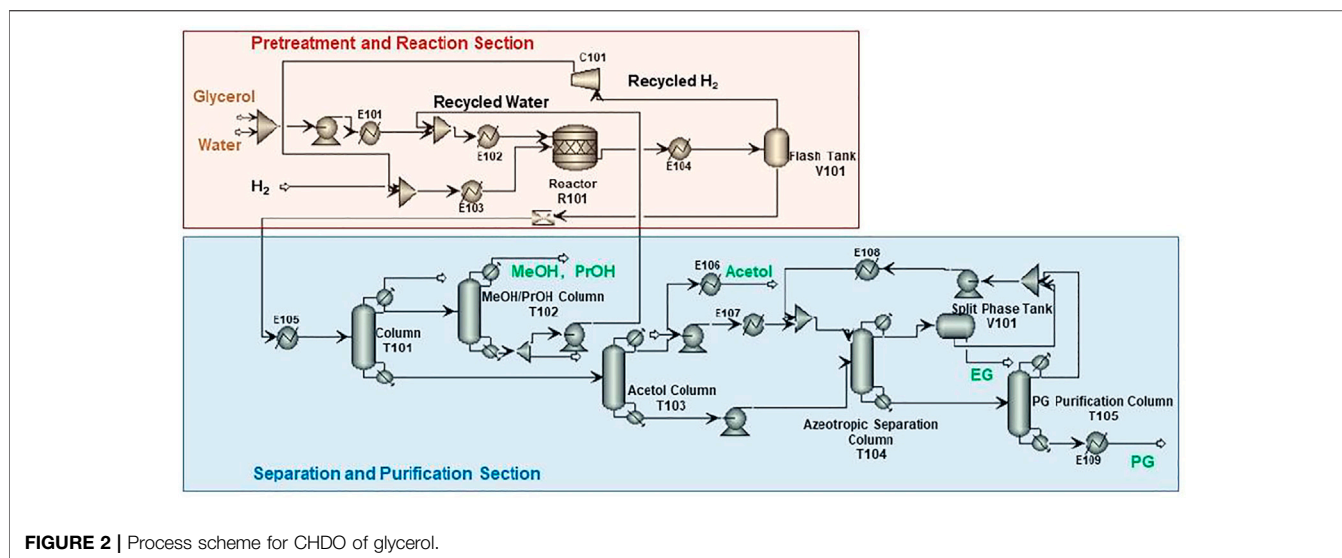 Pretreatment and Reaction Section
C101
Recycled H₂
Glycerol
E101
Recycled Water
Water
E102
E104
Flash Tank
V101
Reactor
R101
H₂
E103
MeOH, PrOH
MeOH/PrOH Column
T102
E105
Column
T101
E106
Acetol
E107
E108
Split Phase Tank
V101
EG
Acetol Column
T103
PG Purification Column
T105
Azeotropic Separation
Column
T104
E109
PG
Separation and Purification Section
FIGURE 2 | Process scheme for CHDO of glycerol.